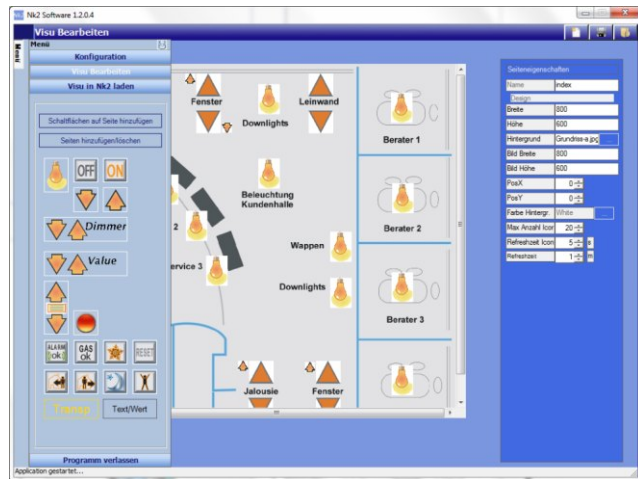 Nk2 Software 1.2.0.4
Visu Bearbeiten
Menü
Menü
Konfiguration
Visu Bearbeiten
Visu in Nk2 laden
Schaltflächen auf Seite hinzufügen
Seiten hinzufügen/löschen
OFF
ON
Dimmer
Value
ALARM
ok
GAS
ok
RESET
Transp
Text/Wert
Programm verlassen
Application gestartet...
Fenster
Leinwand
Downlights
Berater 1
Beleuchtung
Kundenhalle
2
Berater 2
Wappen
ervice 3
Downlights
Berater 3
Jalousie
Fenster
Seiteneigenschaften
Name index
Design
Breite 800
Höhe 600
Hintergrund Grundriss-a.jpg ...
Bild Breite 800
Bild Höhe 600
PosX 0
PosY 0
Farbe Hintergr. White ...
Max Anzahl Icon 20
Refreshzeit Icon 5 s
Refreshzeit 1 m